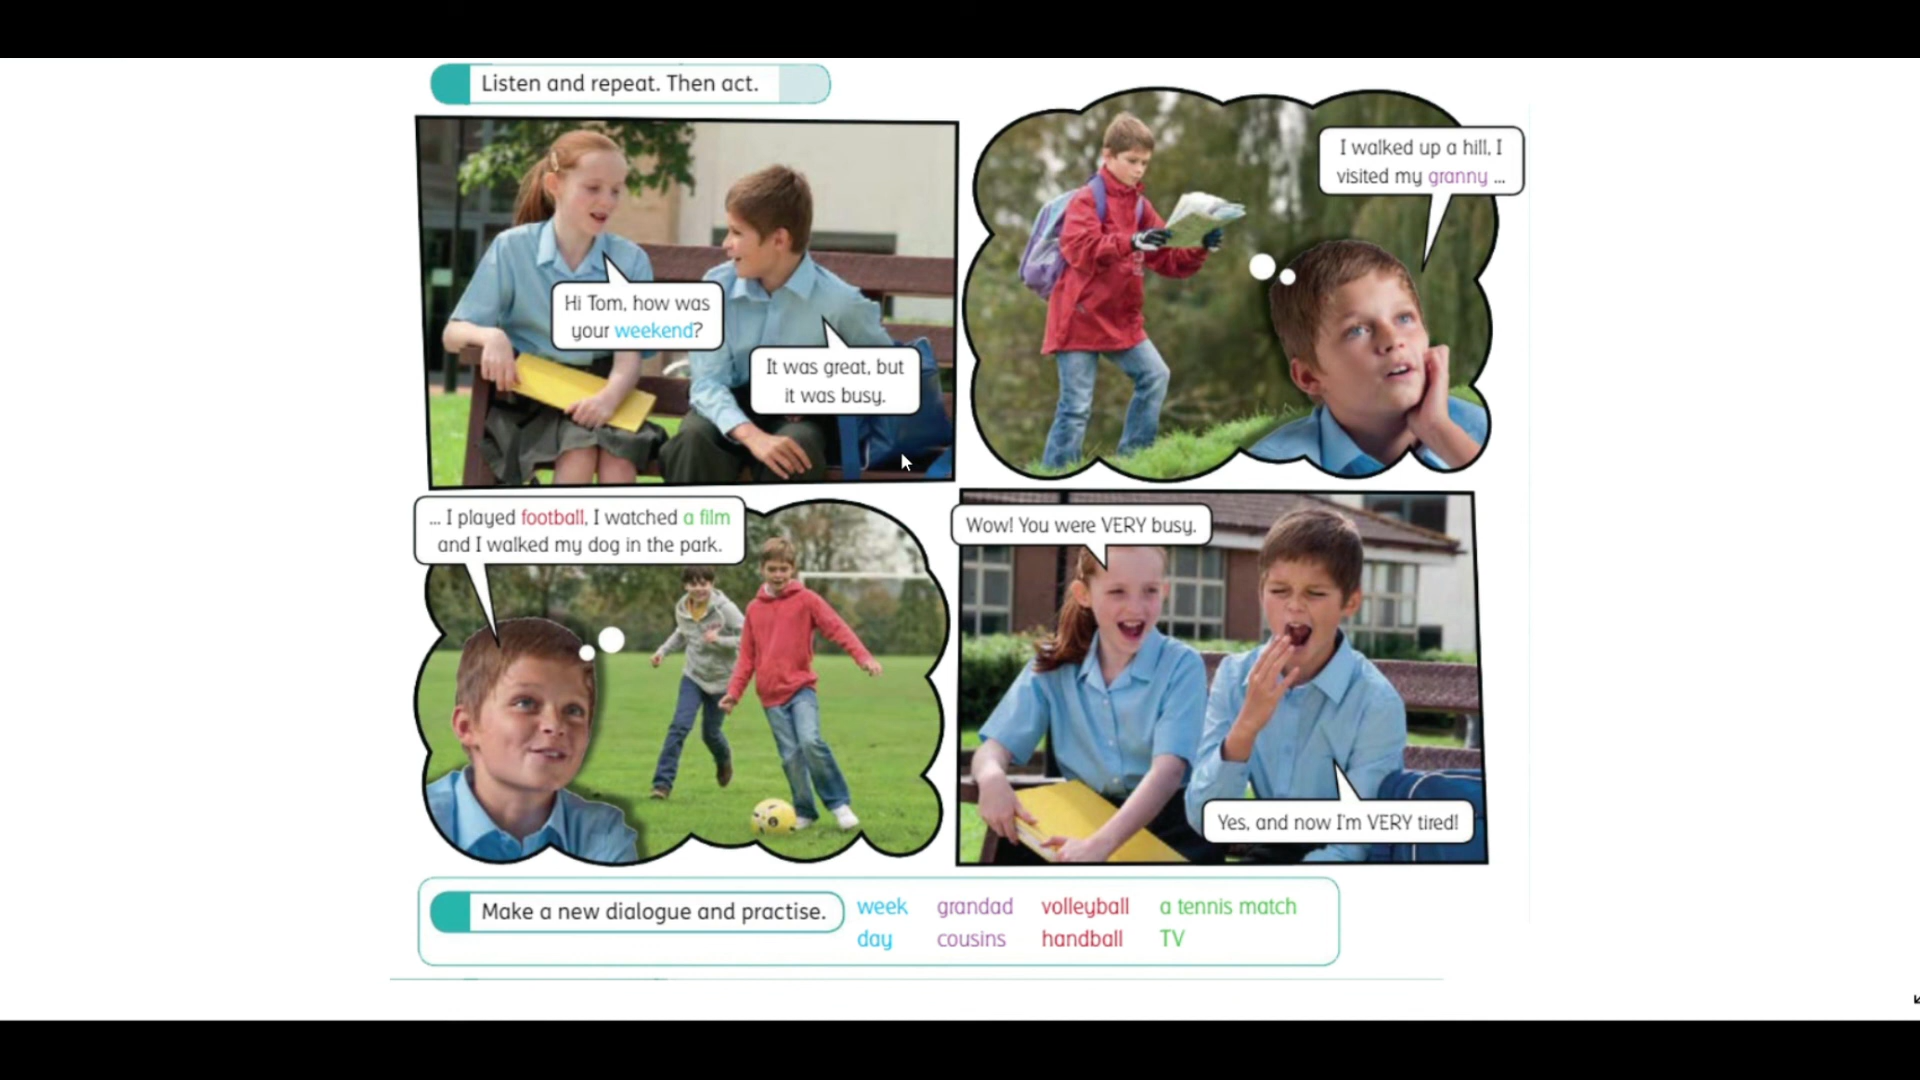 Listen and repeat. Then act.
Hi Tom, how was
your weekend?
It was great, but
it was busy.
I walked up a hill, I
visited my granny ...
... I played football, I watched a film
and I walked my dog in the park.
Wow! You were VERY busy.
Yes, and now I'm VERY tired!
Make a new dialogue and practise.
week grandad volleyball a tennis match
day cousins handball TV